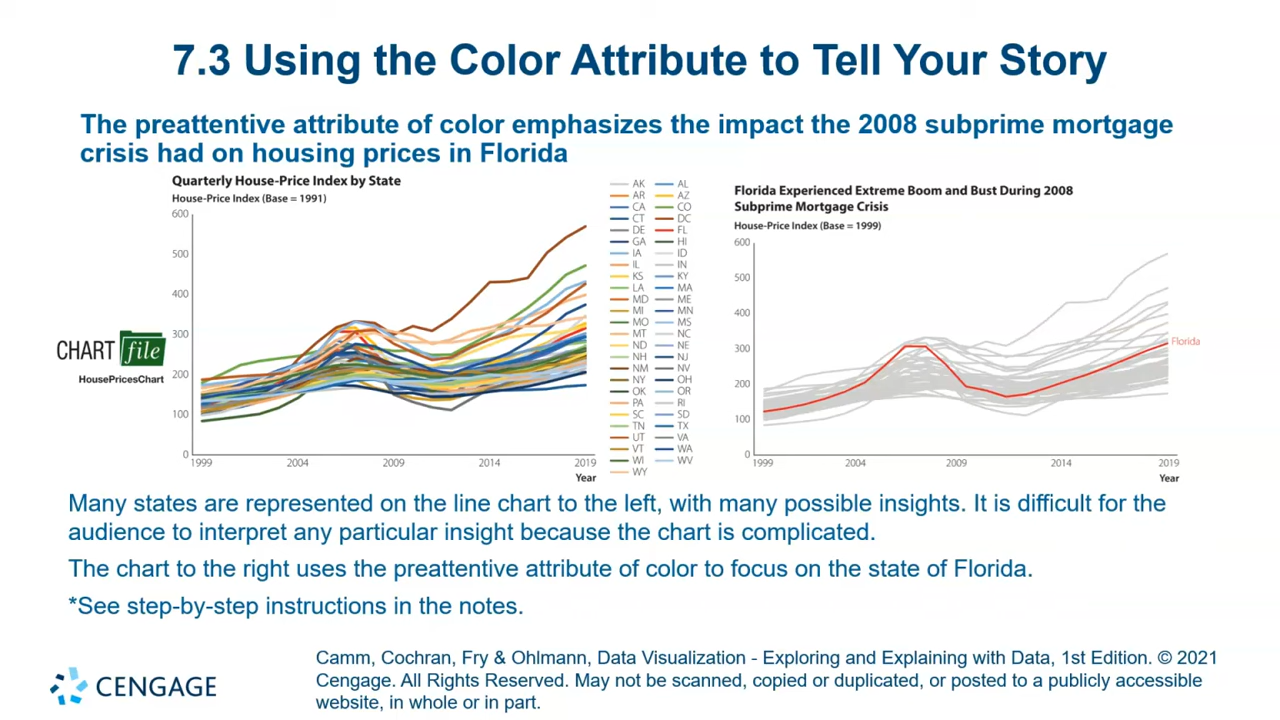 7.3 Using the Color Attribute to Tell Your Story
The preattentive attribute of color emphasizes the impact the 2008 subprime mortgage
crisis had on housing prices in Florida
CHART file
HousePricesChart
Quarterly House-Price Index by State
House-Price Index (Base = 1991)
600
500
400
300
200
100
0
1999 2004 2009 2014 2019
Year
AK AL
AR AZ
CA CO
CT DC
DE FL
GA HI
IA ID
IL IN
KS KY
LA MA
MD ME
MI MN
MO MS
MT NC
ND NE
NH NJ
NM NV
NY OH
OK OR
PA RI
SC SD
TN TX
UT VA
VT WA
WI WV
WY
Florida Experienced Extreme Boom and Bust During 2008
Subprime Mortgage Crisis
House-Price Index (Base = 1999)
600
500
400
300
200
100
0
Florida
1999 2004 2009 2014 2019
Year
Many states are represented on the line chart to the left, with many possible insights. It is difficult for the
audience to interpret any particular insight because the chart is complicated.
The chart to the right uses the preattentive attribute of color to focus on the state of Florida.
*See step-by-step instructions in the notes.
CENGAGE
Camm, Cochran, Fry & Ohlmann, Data Visualization - Exploring and Explaining with Data, 1st Edition. © 2021
Cengage. All Rights Reserved. May not be scanned, copied or duplicated, or posted to a publicly accessible
website, in whole or in part.